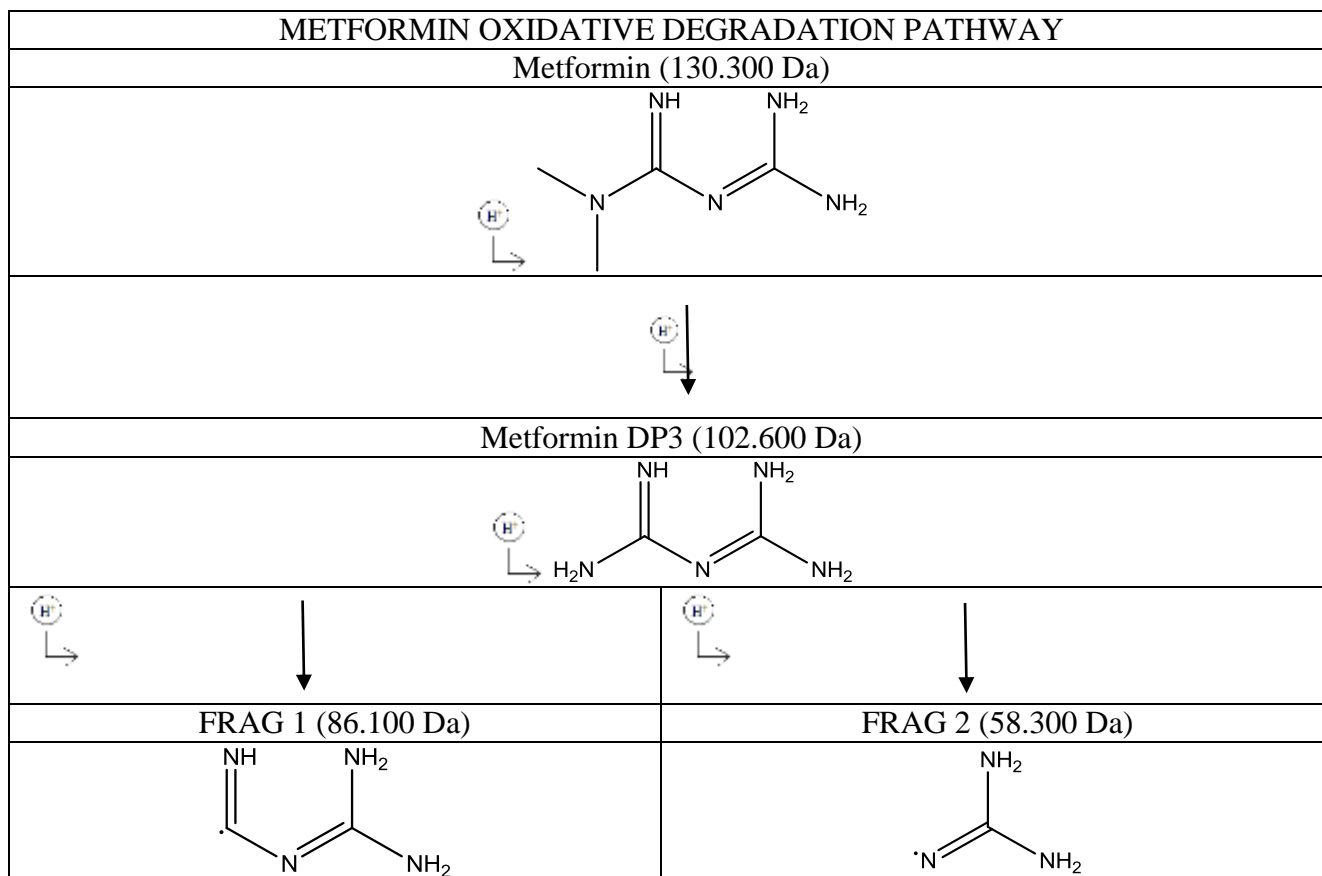 METFORMIN OXIDATIVE DEGRADATION PATHWAY
Metformin (130.300 Da)
NH NH₂
N N NH₂
H⁺
H⁺
Metformin DP3 (102.600 Da)
NH NH₂
H⁺
H₂N N NH₂
H⁺ H⁺
FRAG 1 (86.100 Da) FRAG 2 (58.300 Da)
NH NH₂ NH₂
N NH₂ N NH₂